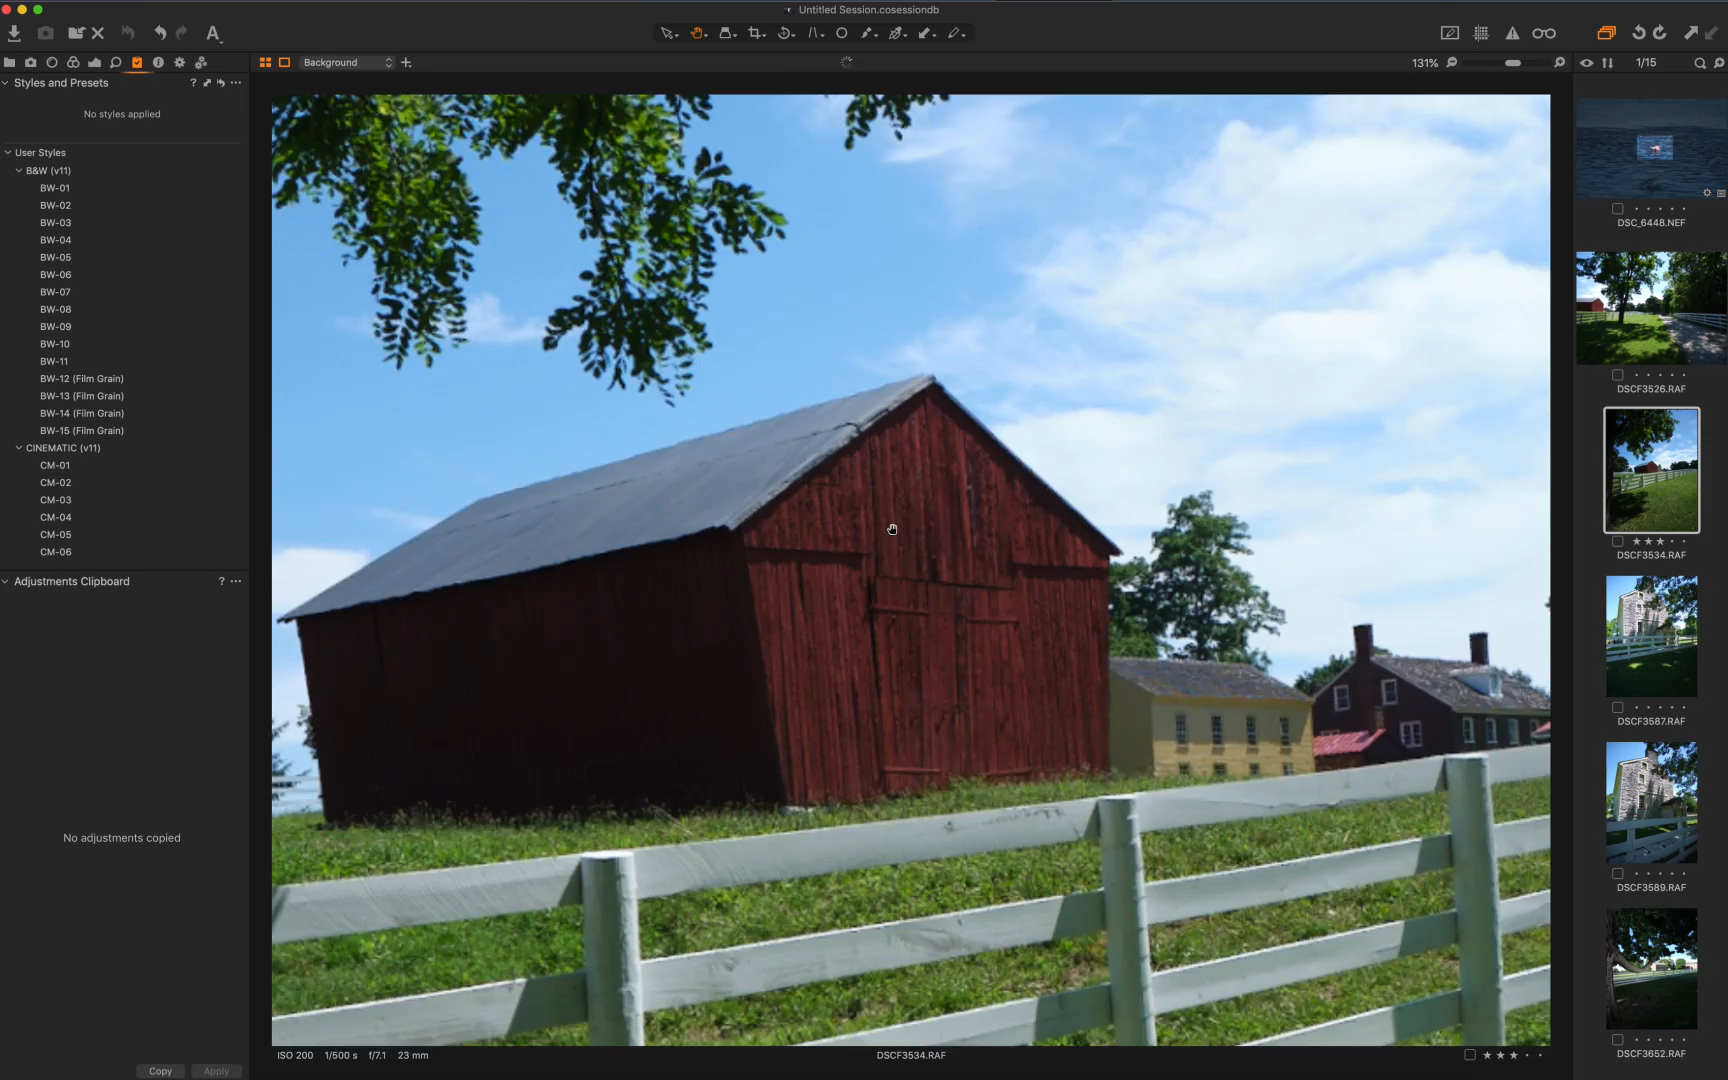 Untitled Session.cosessiondb
A
Background
131%
1/15
Styles and Presets
?
No styles applied
User Styles
B&W (v11)
BW-01
BW-02
BW-03
BW-04
BW-05
BW-06
BW-07
BW-08
BW-09
BW-10
BW-11
BW-12 (Film Grain)
BW-13 (Film Grain)
BW-14 (Film Grain)
BW-15 (Film Grain)
CINEMATIC (v11)
CM-01
CM-02
CM-03
CM-04
CM-05
CM-06
Adjustments Clipboard
?
No adjustments copied
Copy
Apply
ISO 200 1/500 s f/7.1 23 mm
DSCF3534.RAF
DSC_6448.NEF
DSCF3526.RAF
DSCF3534.RAF
DSCF3587.RAF
DSCF3589.RAF
DSCF3652.RAF